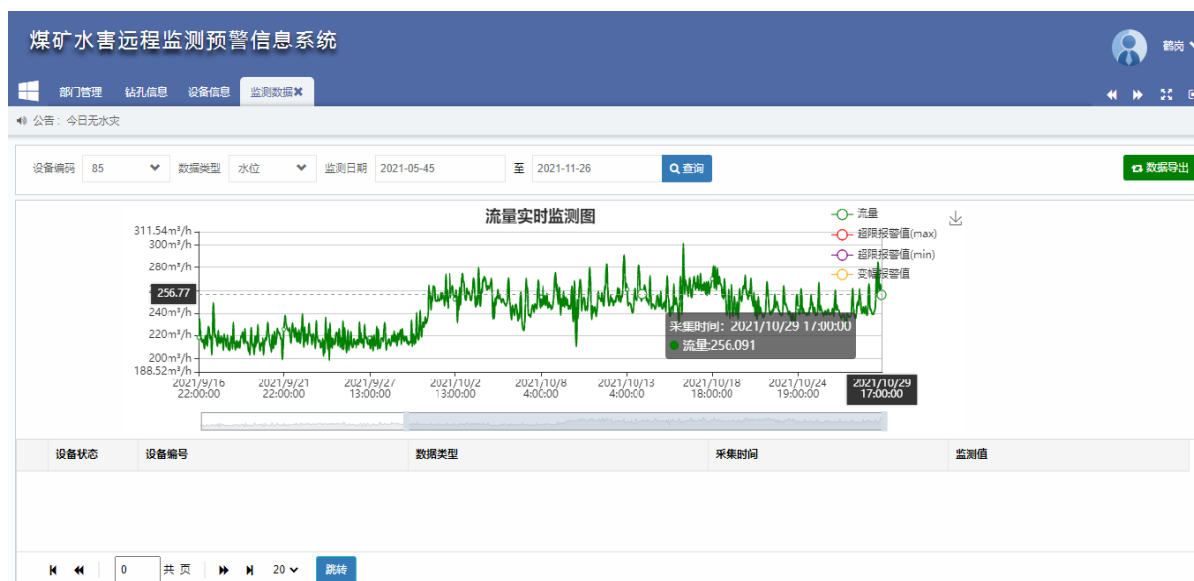 煤矿水害远程监测预警信息系统
鹤岗
部门管理 钻孔信息 设备信息 监测数据
公告：今日无水灾
设备编码 85 数据类型 水位 监测日期 2021-05-45 至 2021-11-26 查询 数据导出
流量实时监测图
流量
超限报警值(max)
超限报警值(min)
变幅报警值
311.54m³/h
300m³/h
280m³/h
256.77
240m³/h
220m³/h
200m³/h
188.52m³/h
采集时间：2021/10/29 17:00:00
流量:256.091
2021/9/16 2021/9/21 2021/9/27 2021/10/2 2021/10/8 2021/10/13 2021/10/18 2021/10/24 2021/10/29
22:00:00 22:00:00 13:00:00 13:00:00 4:00:00 4:00:00 18:00:00 19:00:00 17:00:00
设备状态 设备编号 数据类型 采集时间 监测值
0 共 页 20 跳转